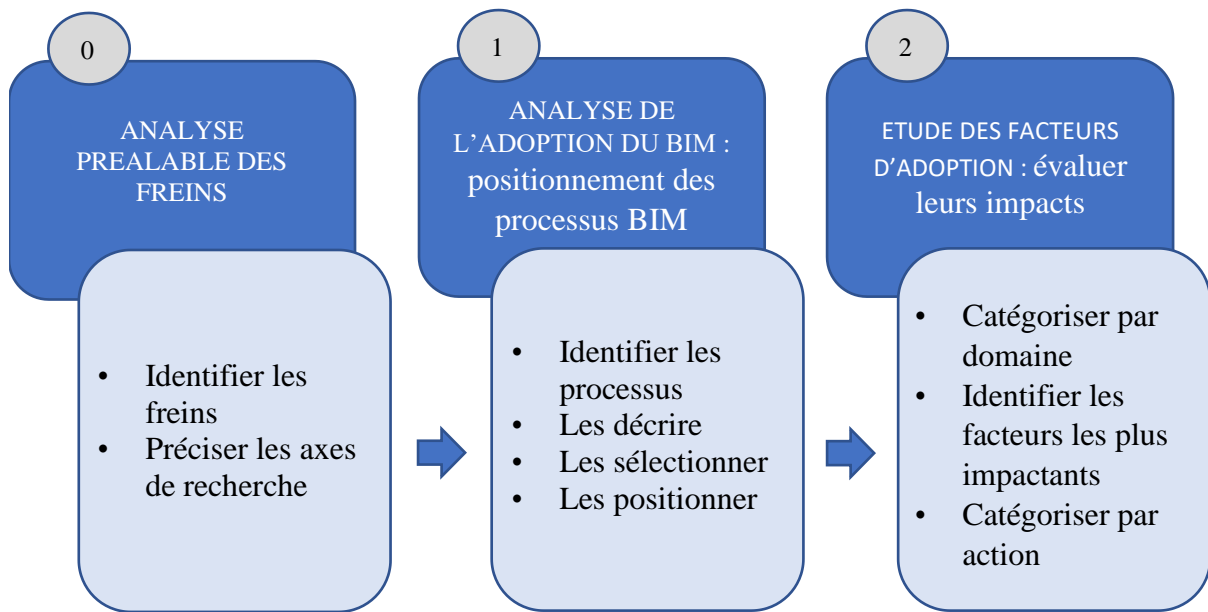 0
ANALYSE
PREALABLE DES
FREINS
• Identifier les
freins
• Préciser les axes
de recherche
1
ANALYSE DE
L’ADOPTION DU BIM :
positionnement des
processus BIM
• Identifier les
processus
• Les décrire
• Les sélectionner
• Les positionner
2
ETUDE DES FACTEURS
D’ADOPTION : évaluer
leurs impacts
• Catégoriser par
domaine
• Identifier les
facteurs les plus
impactants
• Catégoriser par
action